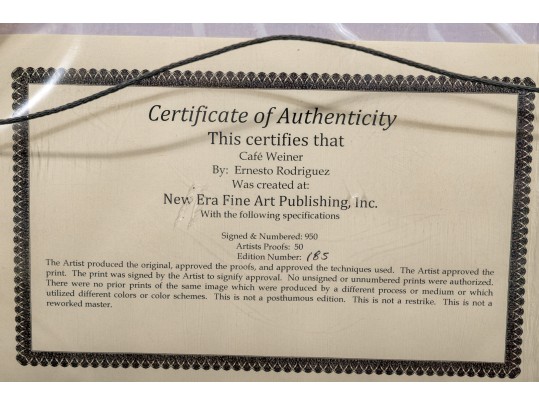 Certificate of Authenticity
This certifies that
Café Weiner
By: Ernesto Rodriguez
Was created at:
New Era Fine Art Publishing, Inc.
With the following specifications
Signed & Numbered: 950
Artists Proofs: 50
Edition Number: 185
The Artist produced the original, approved the proofs, and approved the techniques used. The Artist approved the
print. The print was signed by the Artist to signify approval. No unsigned or unnumbered prints were authorized.
There were no prior prints of the same image which were produced by a different process or medium or which
utilized different colors or color schemes. This is not a posthumous edition. This is not a restrike. This is not a
reworked master.